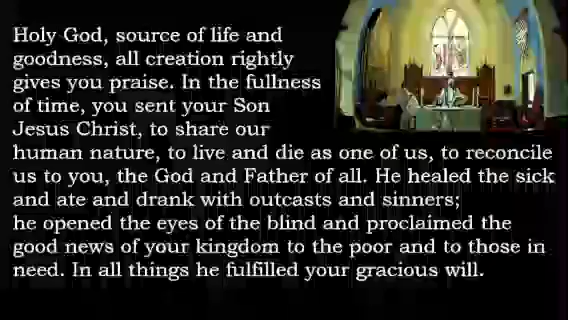 Holy God, source of life and
goodness, all creation rightly
gives you praise. In the fullness
of time, you sent your Son
Jesus Christ, to share our
human nature, to live and die as one of us, to reconcile
us to you, the God and Father of all. He healed the sick
and ate and drank with outcasts and sinners;
he opened the eyes of the blind and proclaimed the
good news of your kingdom to the poor and to those in
need. In all things he fulfilled your gracious will.